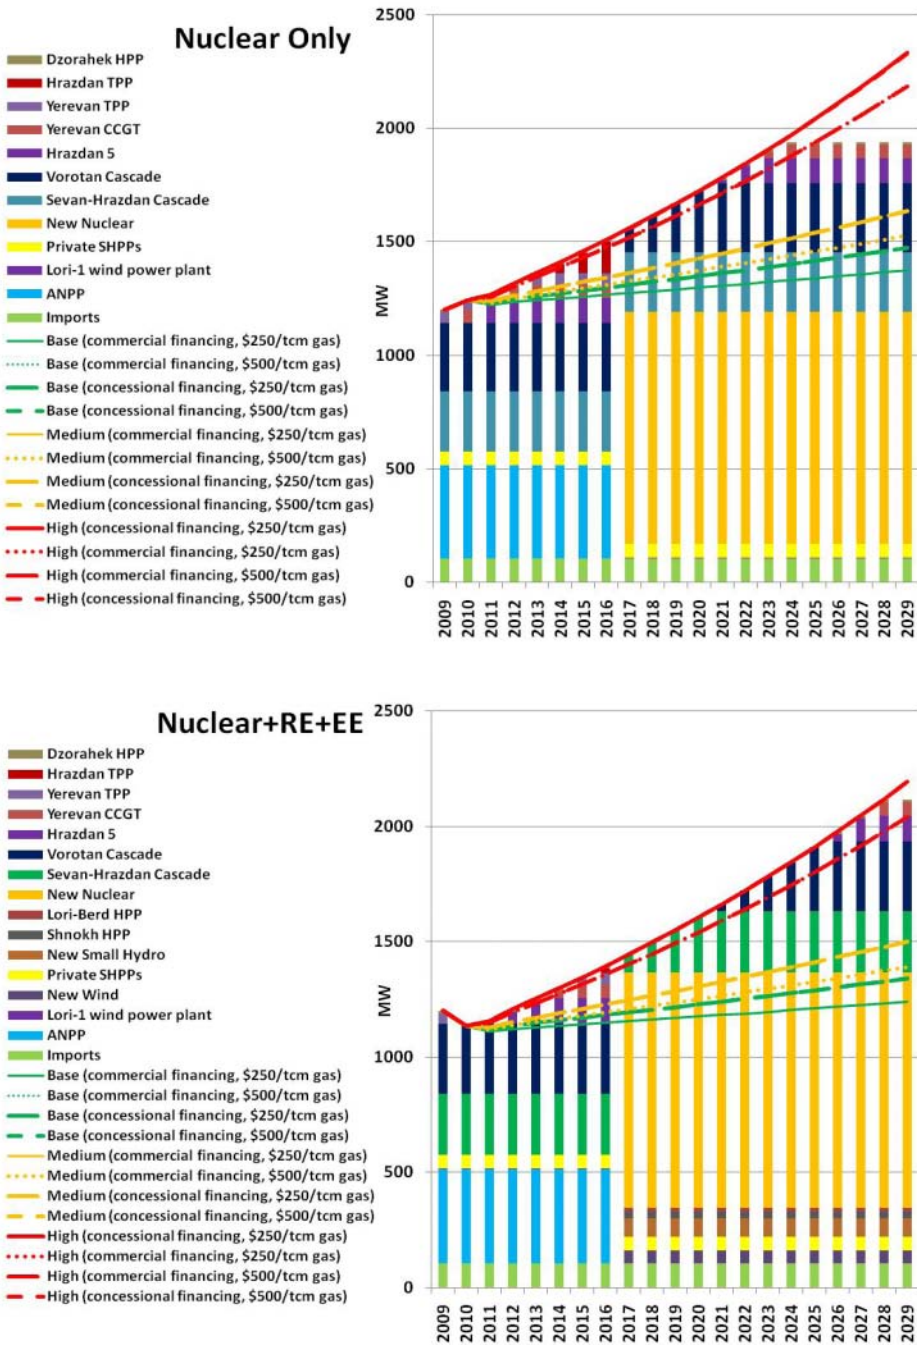 Nuclear Only
Dzorahek HPP
Hrazdan TPP
Yerevan TPP
Yerevan CCGT
Hrazdan 5
Vorotan Cascade
Sevan-Hrazdan Cascade
New Nuclear
Private SHPPs
Lori-1 wind power plant
ANPP
Imports
Base (commercial financing, $250/tcm gas)
Base (commercial financing, $500/tcm gas)
Base (concessional financing, $250/tcm gas)
Base (concessional financing, $500/tcm gas)
Medium (commercial financing, $250/tcm gas)
Medium (commercial financing, $500/tcm gas)
Medium (concessional financing, $250/tcm gas)
Medium (concessional financing, $500/tcm gas)
High (concessional financing, $250/tcm gas)
High (commercial financing, $250/tcm gas)
High (commercial financing, $500/tcm gas)
High (concessional financing, $500/tcm gas)
MW
2500
2000
1500
1000
500
0
2009 2010 2011 2012 2013 2014 2015 2016 2017 2018 2019 2020 2021 2022 2023 2024 2025 2026 2027 2028 2029
Nuclear+RE+EE
Dzorahek HPP
Hrazdan TPP
Yerevan TPP
Yerevan CCGT
Hrazdan 5
Vorotan Cascade
Sevan-Hrazdan Cascade
New Nuclear
Lori-Berd HPP
Shnokh HPP
New Small Hydro
Private SHPPs
New Wind
Lori-1 wind power plant
ANPP
Imports
Base (commercial financing, $250/tcm gas)
Base (commercial financing, $500/tcm gas)
Base (concessional financing, $250/tcm gas)
Base (concessional financing, $500/tcm gas)
Medium (commercial financing, $250/tcm gas)
Medium (commercial financing, $500/tcm gas)
Medium (concessional financing, $250/tcm gas)
Medium (concessional financing, $500/tcm gas)
High (concessional financing, $250/tcm gas)
High (commercial financing, $250/tcm gas)
High (commercial financing, $500/tcm gas)
High (concessional financing, $500/tcm gas)
MW
2500
2000
1500
1000
500
0
2009 2010 2011 2012 2013 2014 2015 2016 2017 2018 2019 2020 2021 2022 2023 2024 2025 2026 2027 2028 2029